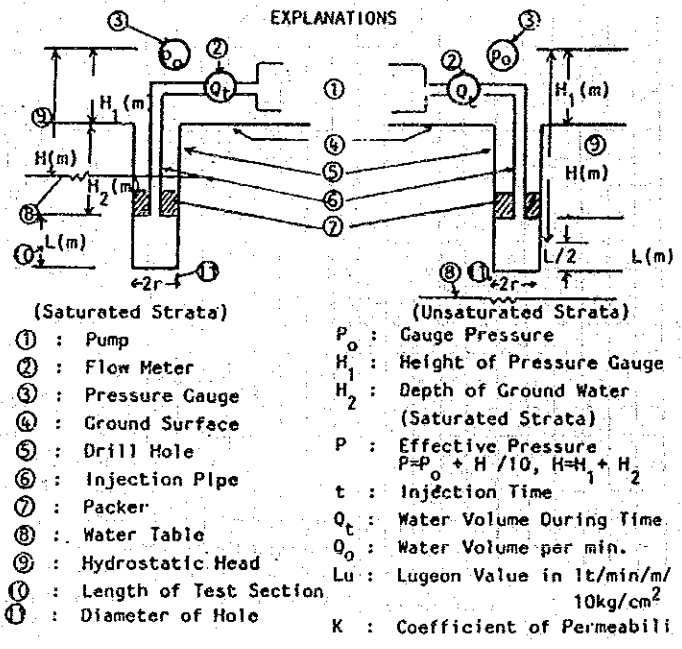 EXPLANATIONS
③ ③
P₀ ② ② P₀
Qt ① Qt
H₁(m) H₁(m)
⑨ ④ ⑨
⑤
H(m) H₂(m) ⑥ H(m)
⑧ ⑦
L(m) L/2 L(m)
⑩ ⑪ ⑧ ⑪
2r 2r
(Saturated Strata) (Unsaturated Strata)
① : Pump
② : Flow Meter
③ : Pressure Gauge
④ : Ground Surface
⑤ : Drill Hole
⑥ : Injection Pipe
⑦ : Packer
⑧ : Water Table
⑨ : Hydrostatic Head
⑩ : Length of Test Section
⑪ : Diameter of Hole
P₀ : Gauge Pressure
H₁ : Height of Pressure Gauge
H₂ : Depth of Ground Water
(Saturated Strata)
P : Effective Pressure
P=P₀ + H /10, H=H₁+ H₂
t : Injection Time
Qt : Water Volume During Time
Q₀ : Water Volume per min.
Lu : Lugeon Value in lt/min/m/
10kg/cm²
K : Coefficient of Permeabili